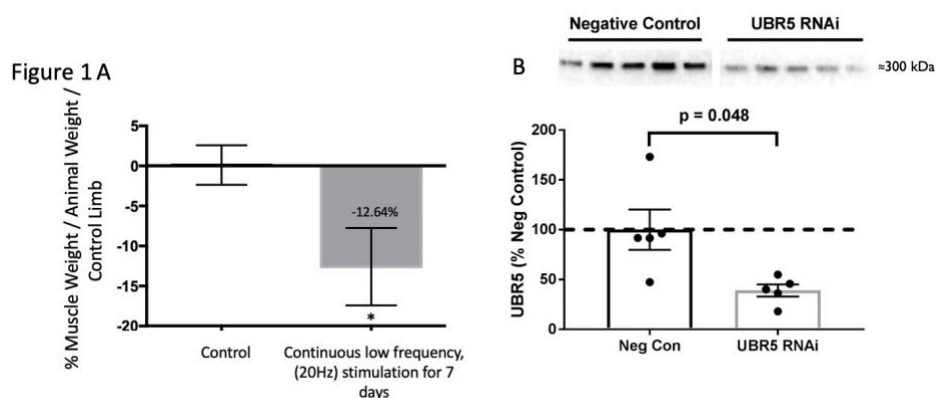 Figure 1 A
% Muscle Weight / Animal Weight /
Control Limb
5
0
-5
-10
-15
-20
-12.64%
*
Control
Continuous low frequency,
(20Hz) stimulation for 7
days
B
Negative Control
UBR5 RNAi
≈300 kDa
p = 0.048
UBR5 (% Neg Control)
200
150
100
50
0
Neg Con
UBR5 RNAi